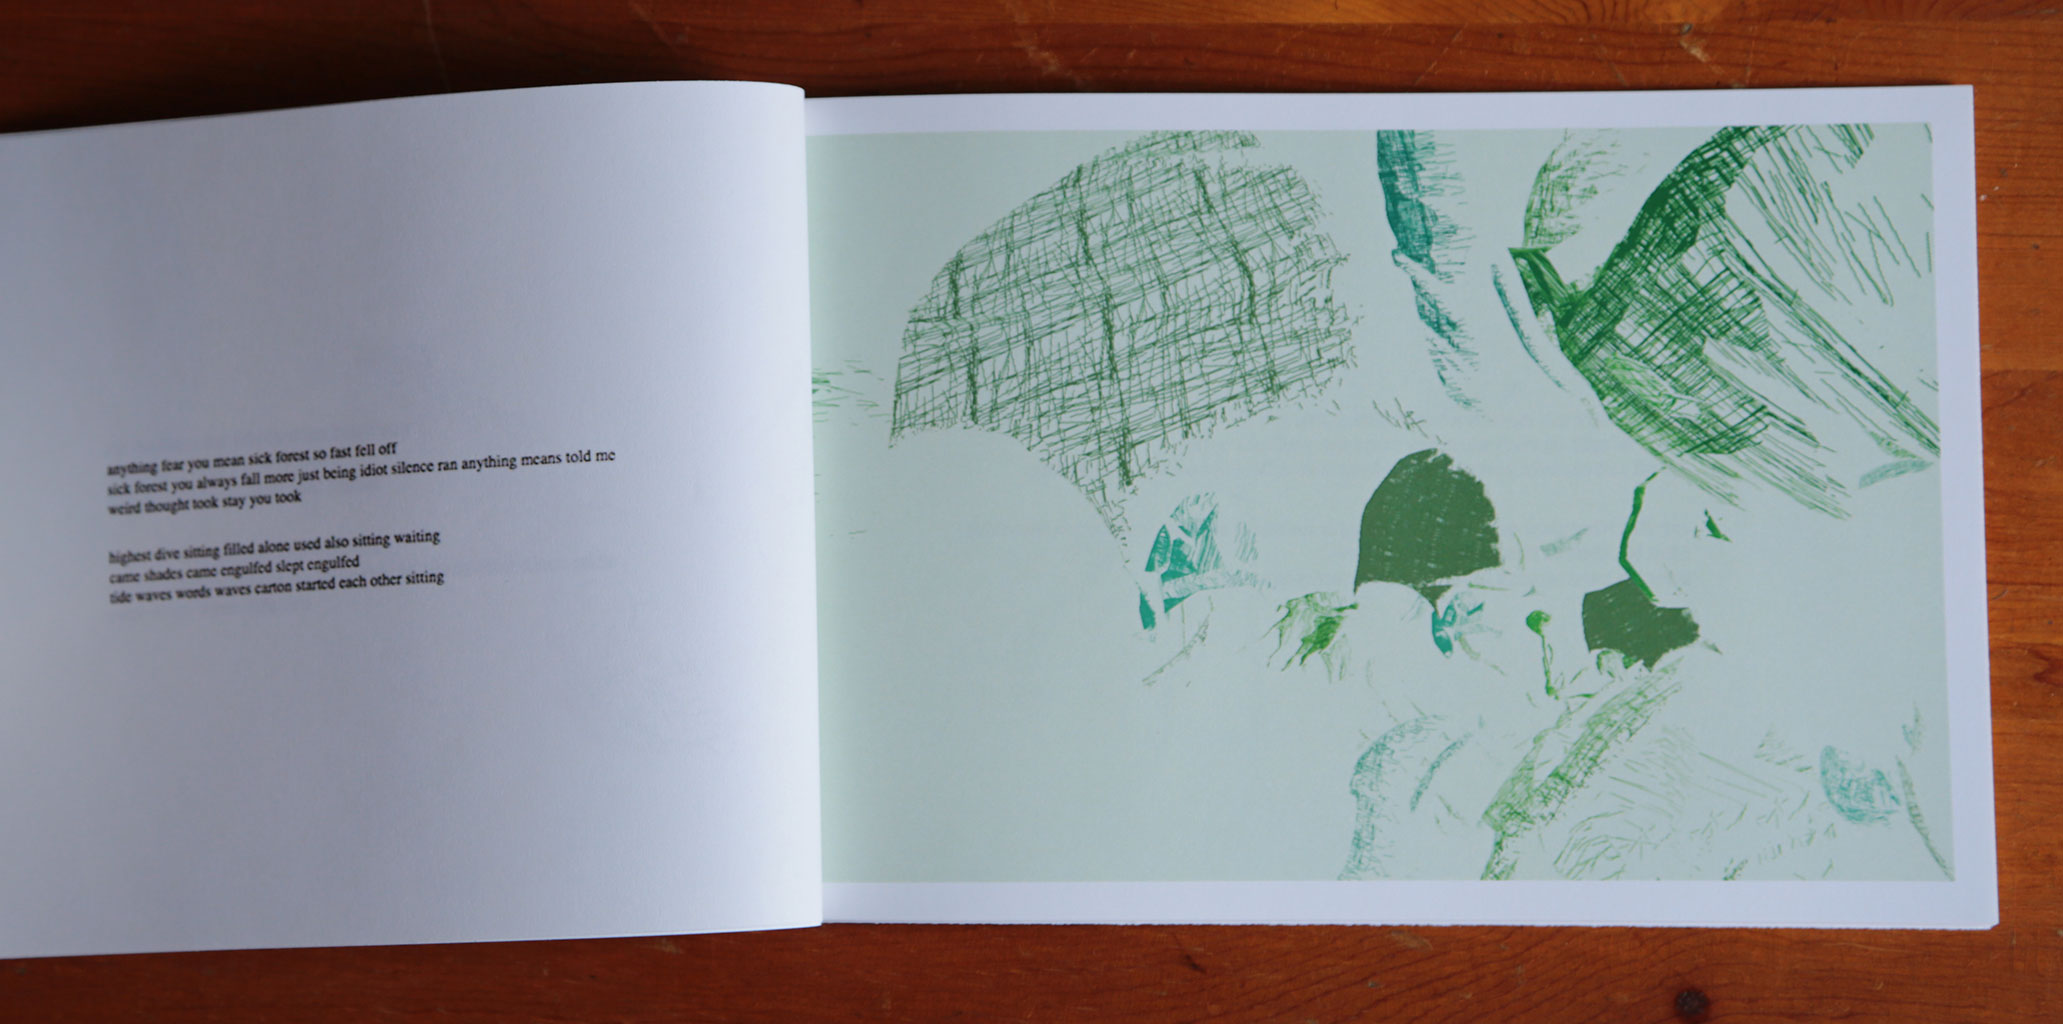 anything fear you mean sick forest so fast fell off
sick forest you always fall more just being idiot silence ran anything means told me
weird thought took stay you took
highest dive sitting filled alone used also sitting waiting
came shades came engulfed slept engulfed
tide waves words waves carton started each other sitting